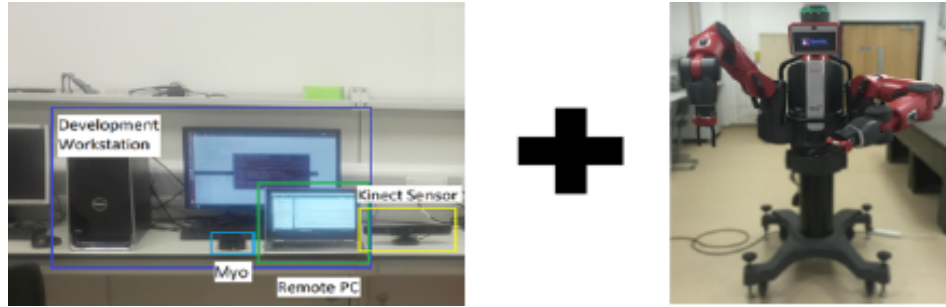 Development
Workstation
Kinect Sensor
Myo
Remote PC